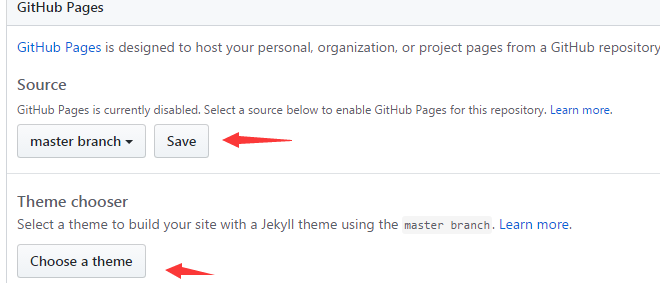 GitHub Pages
GitHub Pages is designed to host your personal, organization, or project pages from a GitHub repository
Source
GitHub Pages is currently disabled. Select a source below to enable GitHub Pages for this repository. Learn more.
master branch Save
Theme chooser
Select a theme to build your site with a Jekyll theme using the master branch. Learn more.
Choose a theme